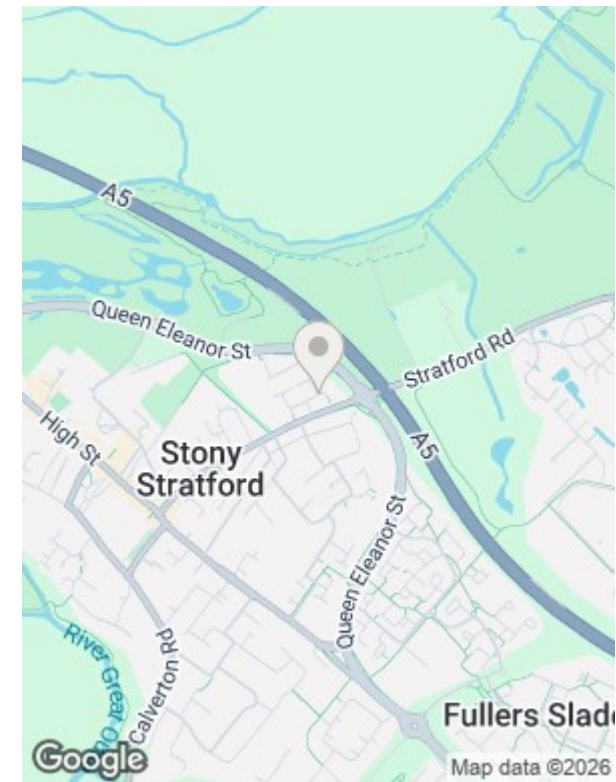 A5
Queen Eleanor St
Stratford Rd
High St
Stony
Stratford
A5
Queen Eleanor St
River Great Ou
Calverton Rd
Fullers Slade
Google
Map data ©2026